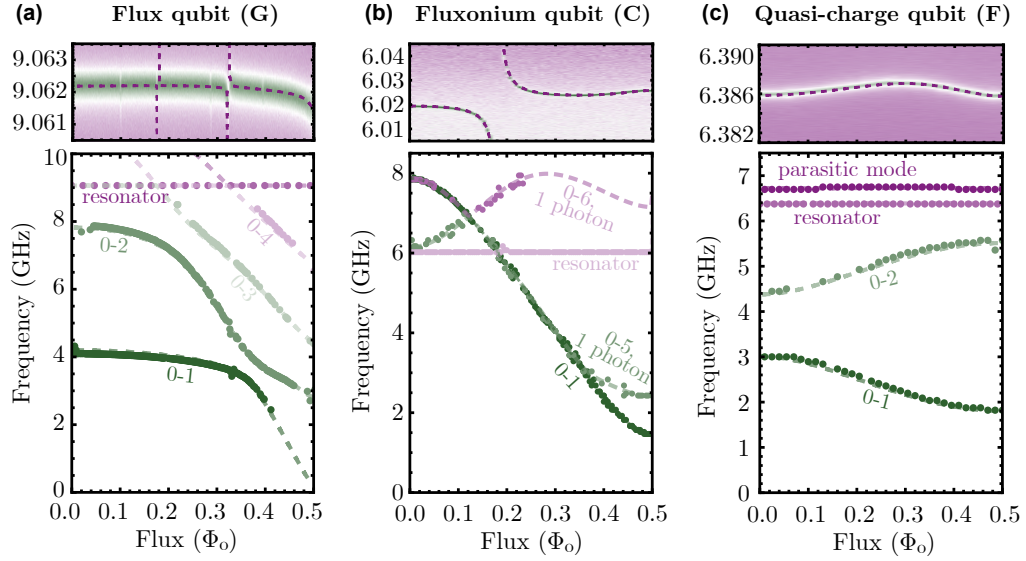 (a) Flux qubit (G)
9.063
9.062
9.061
10
8
6
4
2
0
Frequency (GHz)
resonator
0-2
0-4
0-3
0-1
0.0 0.1 0.2 0.3 0.4 0.5
Flux (Φ₀)
(b) Fluxonium qubit (C)
6.04
6.03
6.02
6.01
8
6
4
2
0
Frequency (GHz)
0-6,
1 photon
resonator
0-5,
1 photon
0-1
0.0 0.1 0.2 0.3 0.4 0.5
Flux (Φ₀)
(c) Quasi-charge qubit (F)
6.390
6.386
6.382
7
6
5
4
3
2
1
0
Frequency (GHz)
parasitic mode
resonator
0-2
0-1
0.0 0.1 0.2 0.3 0.4 0.5
Flux (Φ₀)